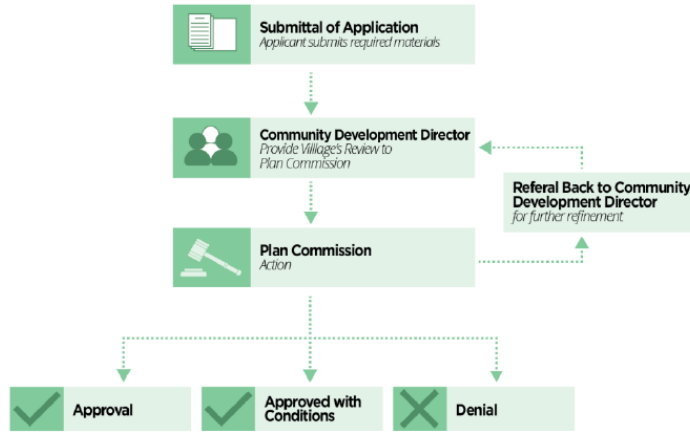 Submittal of Application
Applicant submits required materials
Community Development Director
Provide Village's Review to
Plan Commission
Referal Back to Community
Development Director
for further refinement
Plan Commission
Action
Approval
Approved with
Conditions
Denial